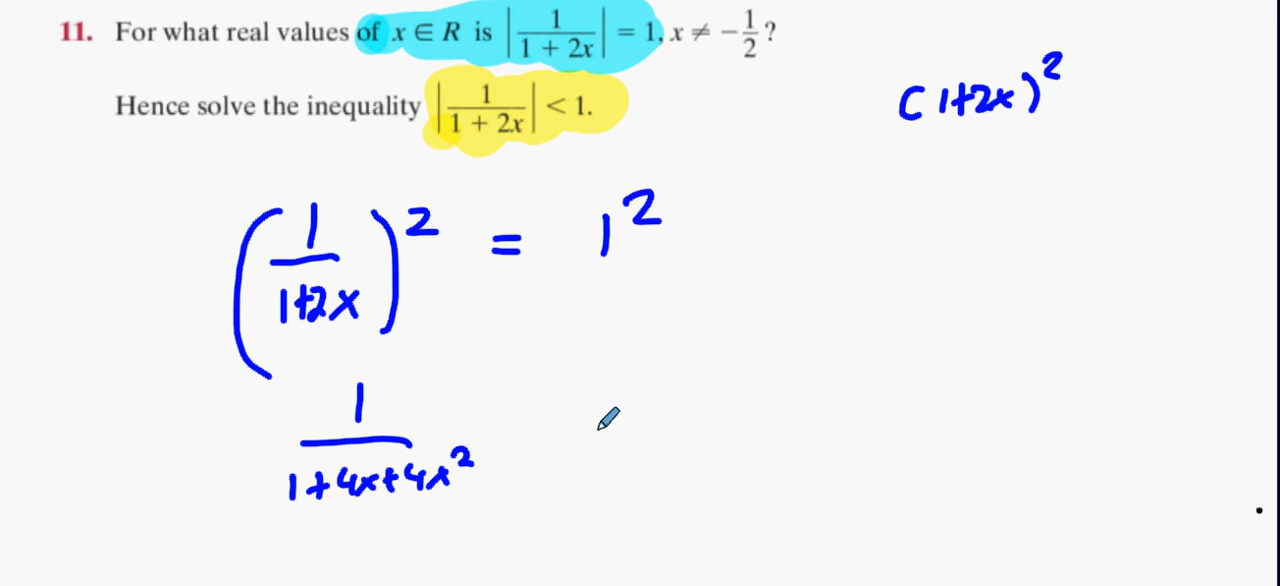 11. For what real values of x ∈ R is |1/(1 + 2x)| = 1, x ≠ −1/2?
(1+2x)²
Hence solve the inequality |1/(1 + 2x)| < 1.
(1/(1+2x))² = 1²
1/(1+4x+4x²)